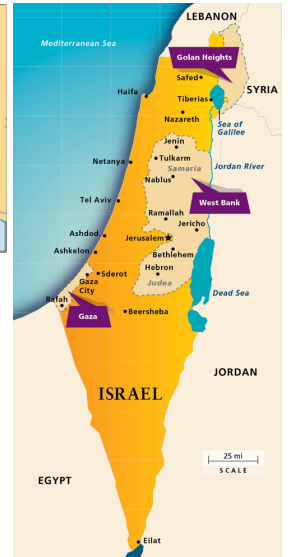 LEBANON
Mediterranean Sea
Golan Heights
Safed
SYRIA
Haifa
Tiberias
Nazareth
Sea of
Galilee
Jenin
Netanya
Tulkarm
Samaria
Jordan River
Nablus
Tel Aviv
West Bank
Ramallah
Jericho
Ashdod
Jerusalem
Ashkelon
Bethlehem
Sderot
Hebron
Gaza
City
Judea
Dead Sea
Rafah
Beersheba
Gaza
JORDAN
ISRAEL
25 mi
SCALE
EGYPT
Eilat